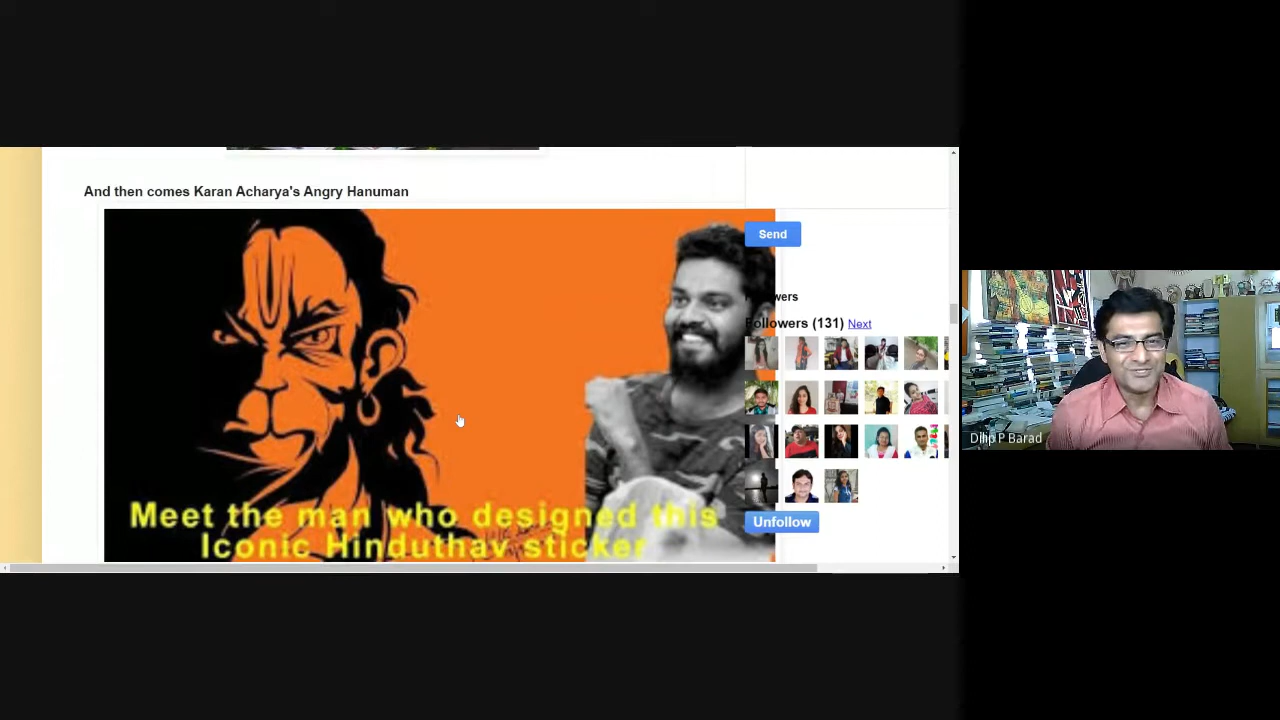 And then comes Karan Acharya's Angry Hanuman
Send
Followers (131) Next
Meet the man who designed this
Iconic Hinduthav sticker
Unfollow
Dilip P Barad